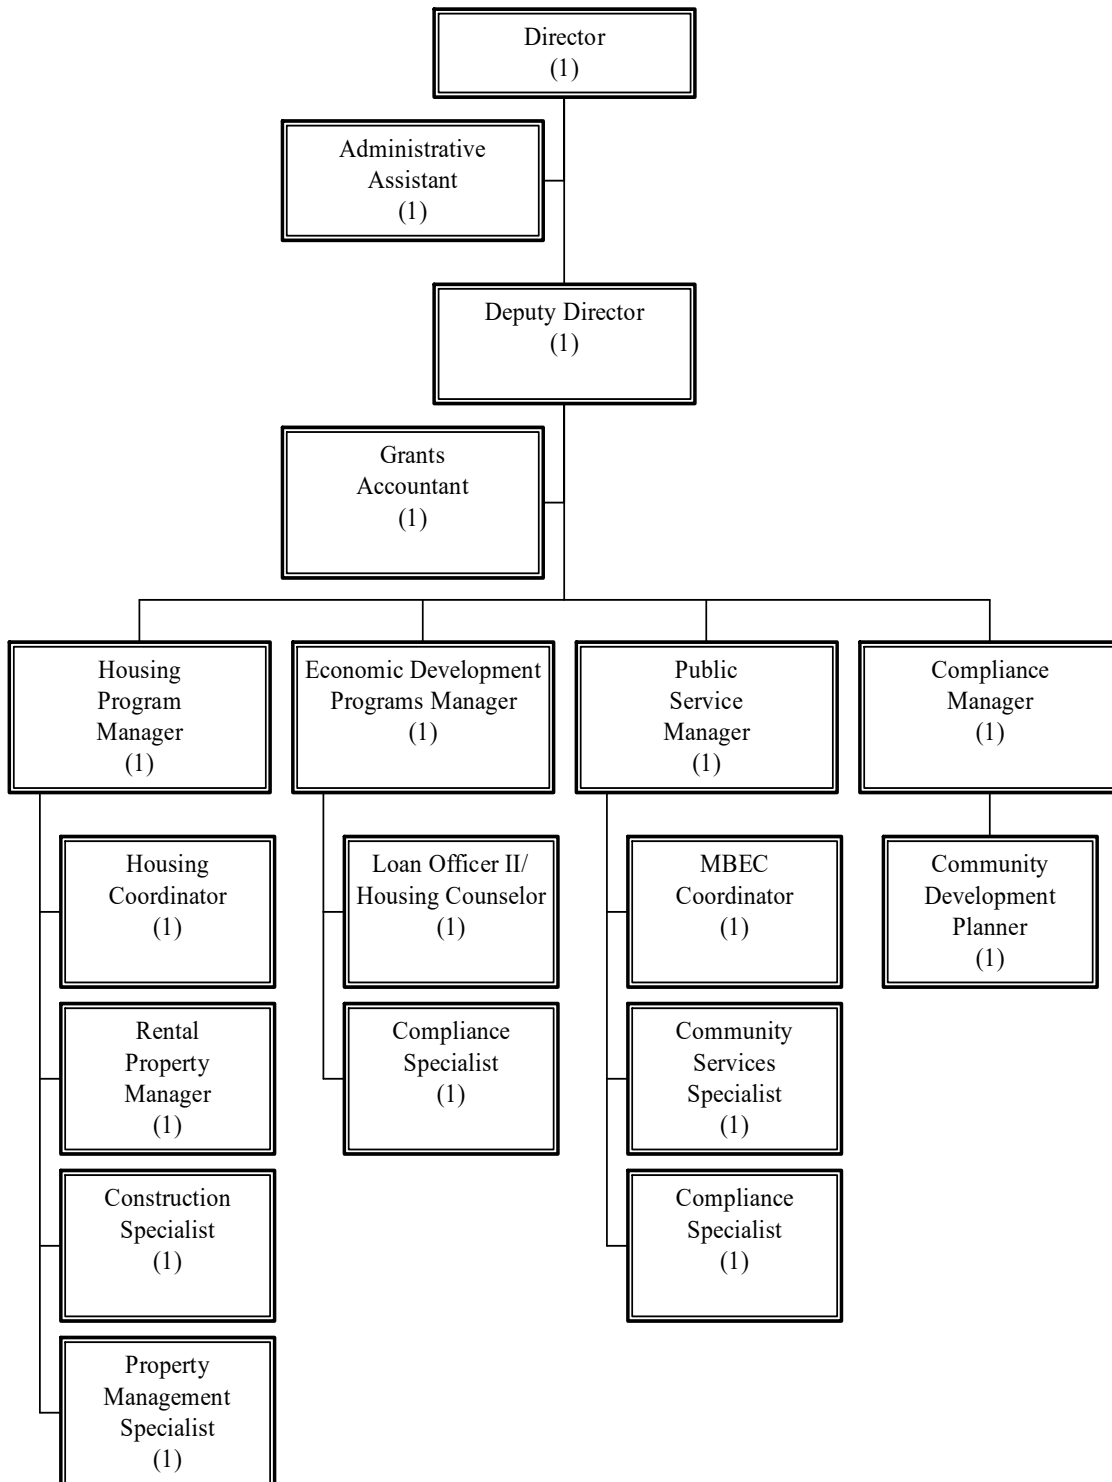 Director
(1)
Administrative
Assistant
(1)
Deputy Director
(1)
Grants
Accountant
(1)
Housing
Program
Manager
(1)
Economic Development
Programs Manager
(1)
Public
Service
Manager
(1)
Compliance
Manager
(1)
Housing
Coordinator
(1)
Loan Officer II/
Housing Counselor
(1)
MBEC
Coordinator
(1)
Community
Development
Planner
(1)
Rental
Property
Manager
(1)
Compliance
Specialist
(1)
Community
Services
Specialist
(1)
Construction
Specialist
(1)
Compliance
Specialist
(1)
Property
Management
Specialist
(1)